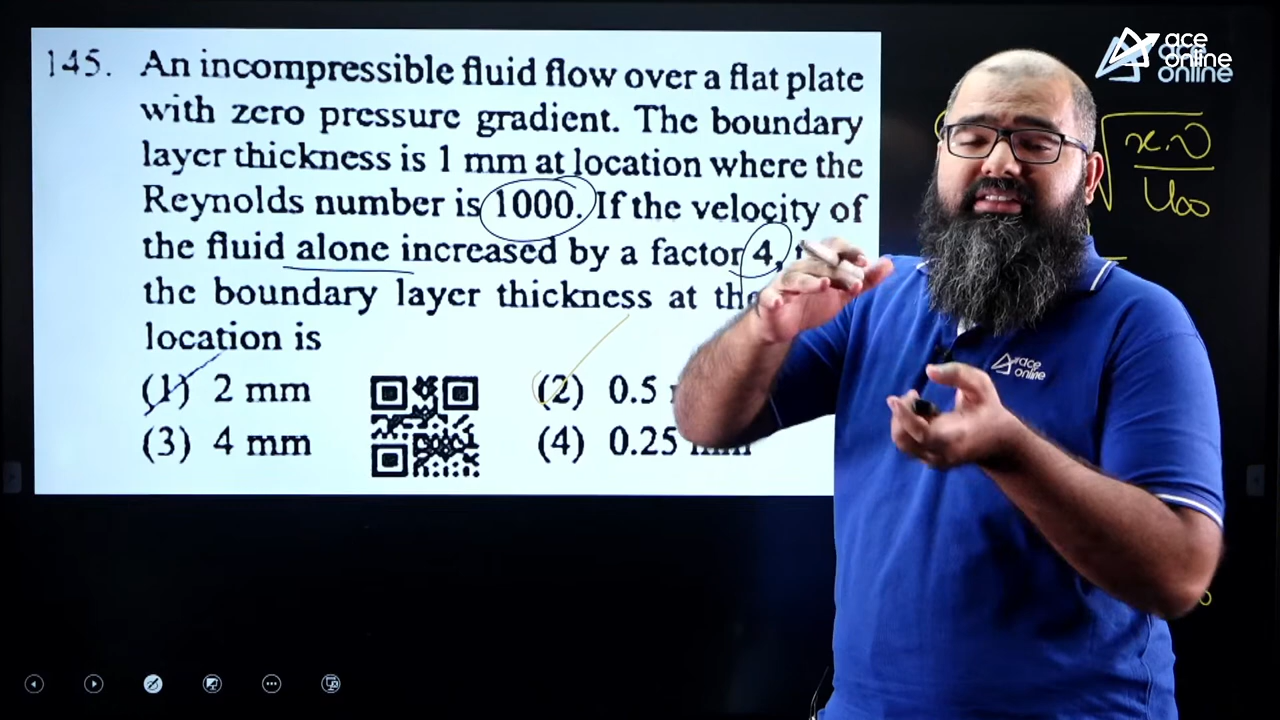 145. An incompressible fluid flow over a flat plate
with zero pressure gradient. The boundary
layer thickness is 1 mm at location where the
Reynolds number is 1000. If the velocity of
the fluid alone increased by a factor 4,
the boundary layer thickness at the
location is
(1) 2 mm
(2) 0.5
(3) 4 mm
(4) 0.25 mm
ace
online
ace
online
x.ν
U∞
ace
online